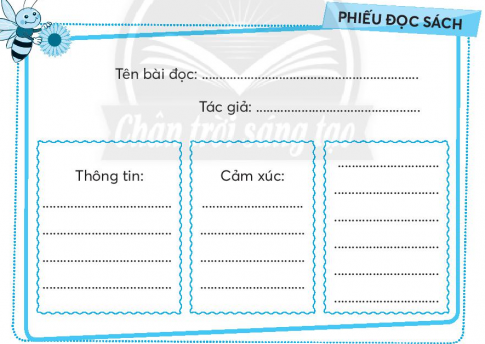 PHIẾU ĐỌC SÁCH
Tên bài đọc: ..............................................................
Tác giả: ...............................................
Chân trời sáng tạo
Thông tin:
Cảm xúc: